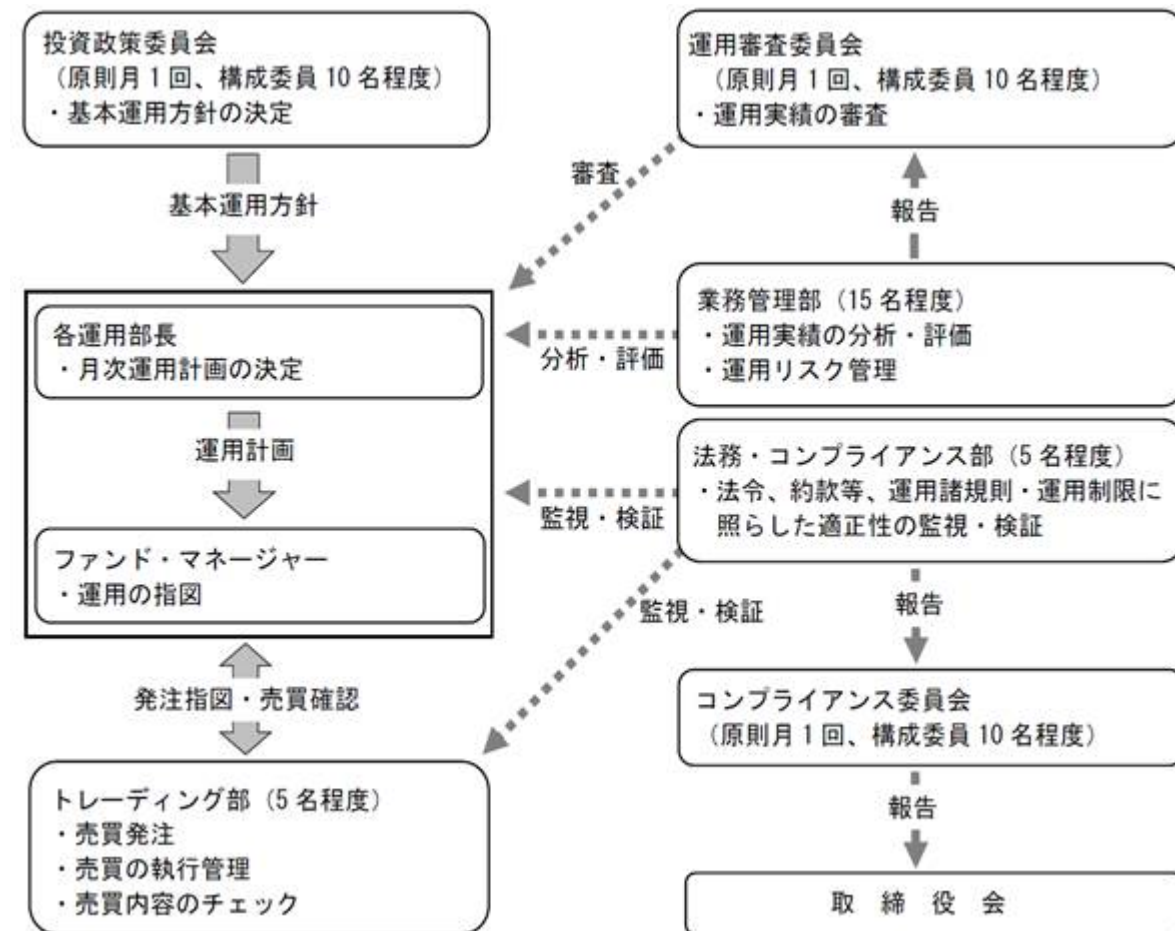 投資政策委員会
（原則月1回、構成委員10名程度）
・基本運用方針の決定
基本運用方針
各運用部長
・月次運用計画の決定
運用計画
ファンド・マネージャー
・運用の指図
発注指図・売買確認
トレーディング部（5名程度）
・売買発注
・売買の執行管理
・売買内容のチェック
運用審査委員会
（原則月1回、構成委員10名程度）
・運用実績の審査
審査
報告
業務管理部（15名程度）
・運用実績の分析・評価
・運用リスク管理
分析・評価
法務・コンプライアンス部（5名程度）
・法令、約款等、運用諸規則・運用制限に
照らした適正性の監視・検証
監視・検証
監視・検証
報告
コンプライアンス委員会
（原則月1回、構成委員10名程度）
報告
取締役会